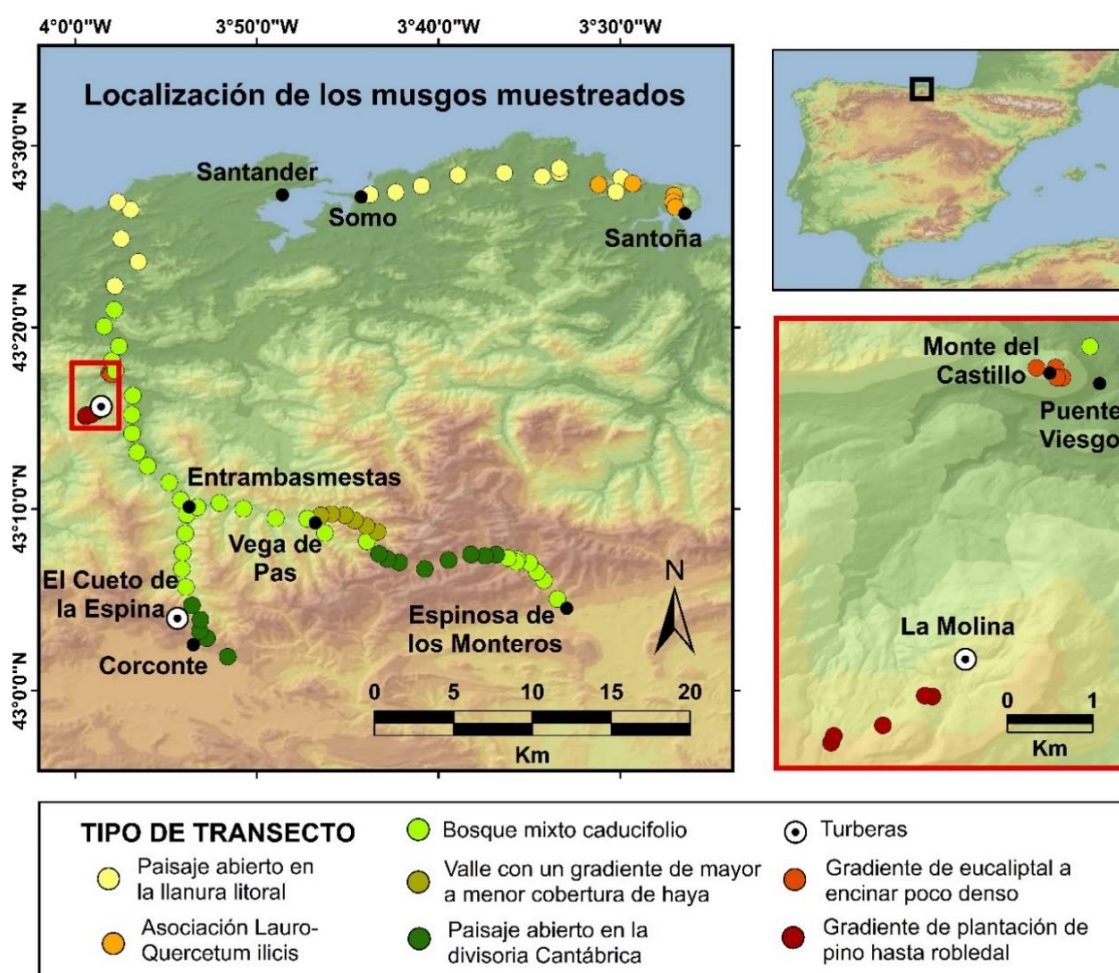 4°0'0"W
3°50'0"W
3°40'0"W
3°30'0"W
43°30'0"N
43°20'0"N
43°10'0"N
43°0'0"N
Localización de los musgos muestreados
Santander
Somo
Santoña
Entrambasmestas
Vega de
Pas
El Cueto de
la Espina
Corconte
Espinosa de
los Monteros
N
0 5 10 15 20
Km
Monte del
Castillo
Puente
Viesgo
La Molina
0 1
Km
TIPO DE TRANSECTO
Paisaje abierto en
la llanura litoral
Asociación Lauro-
Quercetum ilicis
Bosque mixto caducifolio
Valle con un gradiente de mayor
a menor cobertura de haya
Paisaje abierto en la
divisoria Cantábrica
Turberas
Gradiente de eucaliptal a
encinar poco denso
Gradiente de plantación de
pino hasta robledal